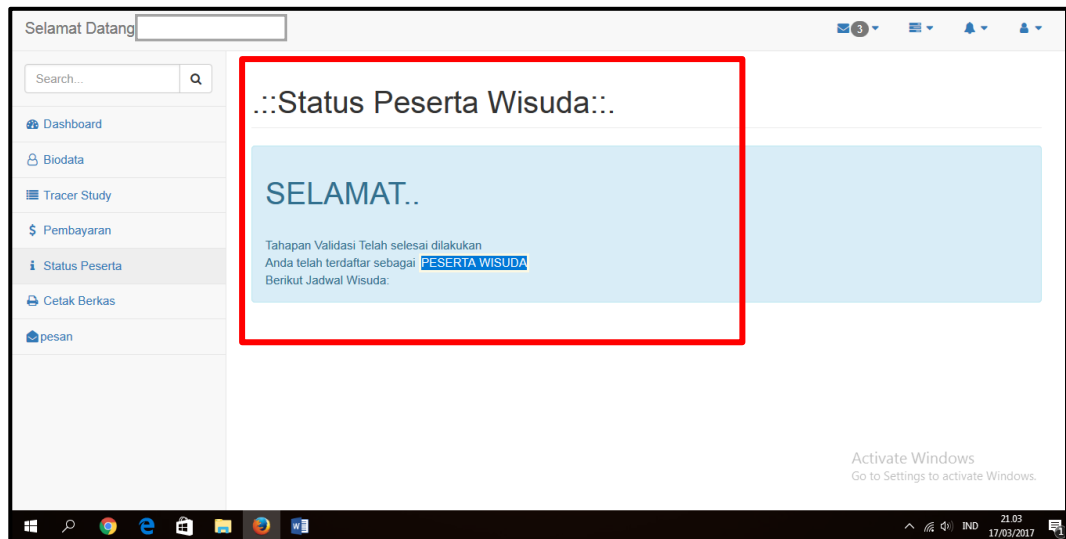 Selamat Datang
3
Search...
Dashboard
Biodata
Tracer Study
$ Pembayaran
Status Peserta
Cetak Berkas
pesan
.::Status Peserta Wisuda::.
SELAMAT..
Tahapan Validasi Telah selesai dilakukan
Anda telah terdaftar sebagai PESERTA WISUDA
Berikut Jadwal Wisuda:
Activate Windows
Go to Settings to activate Windows.
IND
21.03
17/03/2017
1